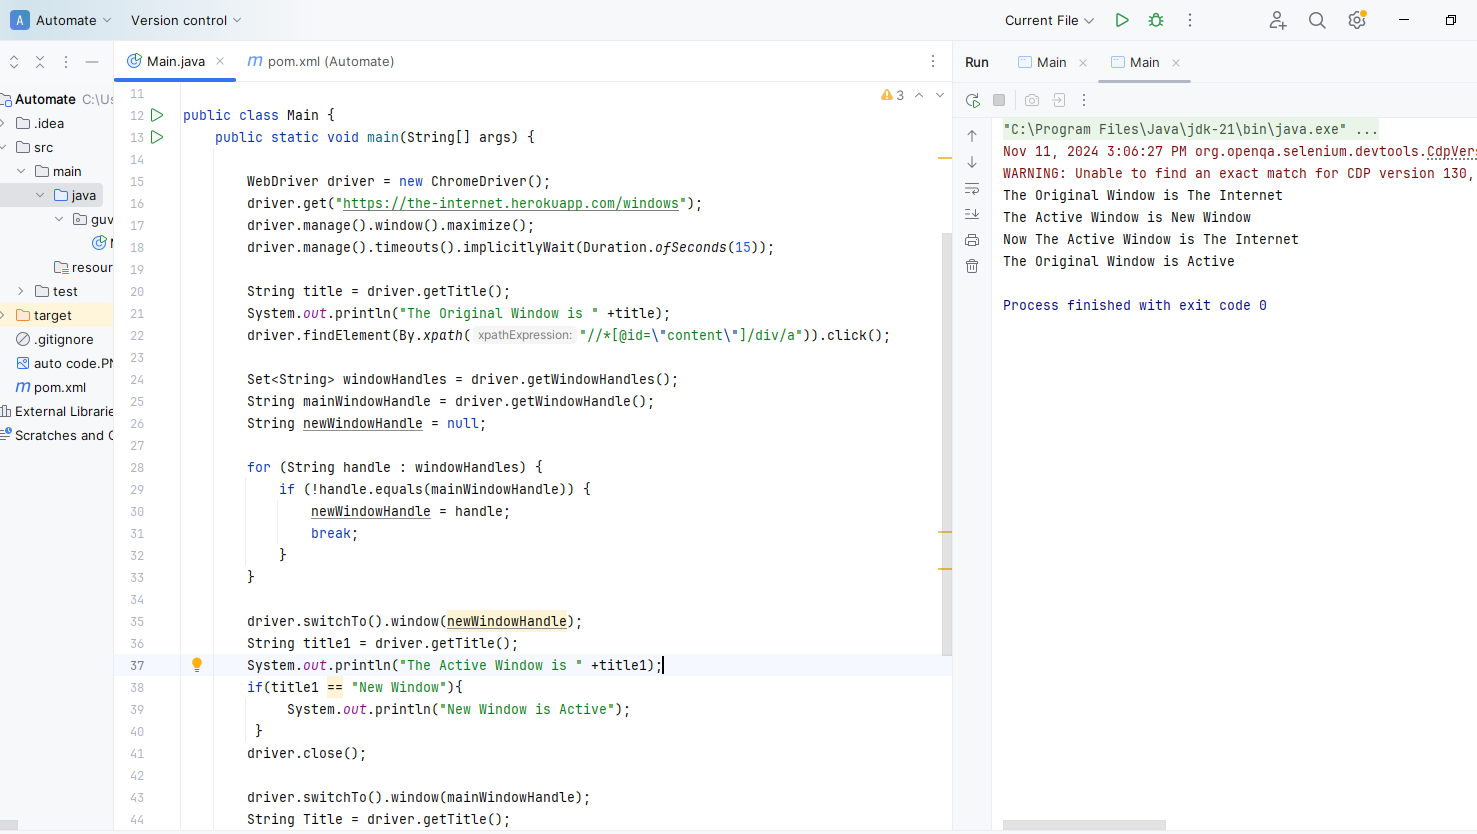 A Automate Version control Current File
Main.java pom.xml (Automate) Run Main Main
Automate C:\Us
.idea
src
main
java
guv
resour
test
target
.gitignore
auto code.PN
pom.xml
External Librarie
Scratches and C
3
11
12 public class Main {
13 public static void main(String[] args) {
14
15 WebDriver driver = new ChromeDriver();
16 driver.get("https://the-internet.herokuapp.com/windows");
17 driver.manage().window().maximize();
18 driver.manage().timeouts().implicitlyWait(Duration.ofSeconds(15));
19
20 String title = driver.getTitle();
21 System.out.println("The Original Window is " +title);
22 driver.findElement(By.xpath( xpathExpression: "//*[@id=\"content\"]/div/a")).click();
23
24 Set<String> windowHandles = driver.getWindowHandles();
25 String mainWindowHandle = driver.getWindowHandle();
26 String newWindowHandle = null;
27
28 for (String handle : windowHandles) {
29 if (!handle.equals(mainWindowHandle)) {
30 newWindowHandle = handle;
31 break;
32 }
33 }
34
35 driver.switchTo().window(newWindowHandle);
36 String title1 = driver.getTitle();
37 System.out.println("The Active Window is " +title1);
38 if(title1 == "New Window"){
39 System.out.println("New Window is Active");
40 }
41 driver.close();
42
43 driver.switchTo().window(mainWindowHandle);
44 String Title = driver.getTitle();
"C:\Program Files\Java\jdk-21\bin\java.exe" ...
Nov 11, 2024 3:06:27 PM org.openqa.selenium.devtools.CdpVers
WARNING: Unable to find an exact match for CDP version 130,
The Original Window is The Internet
The Active Window is New Window
Now The Active Window is The Internet
The Original Window is Active
Process finished with exit code 0